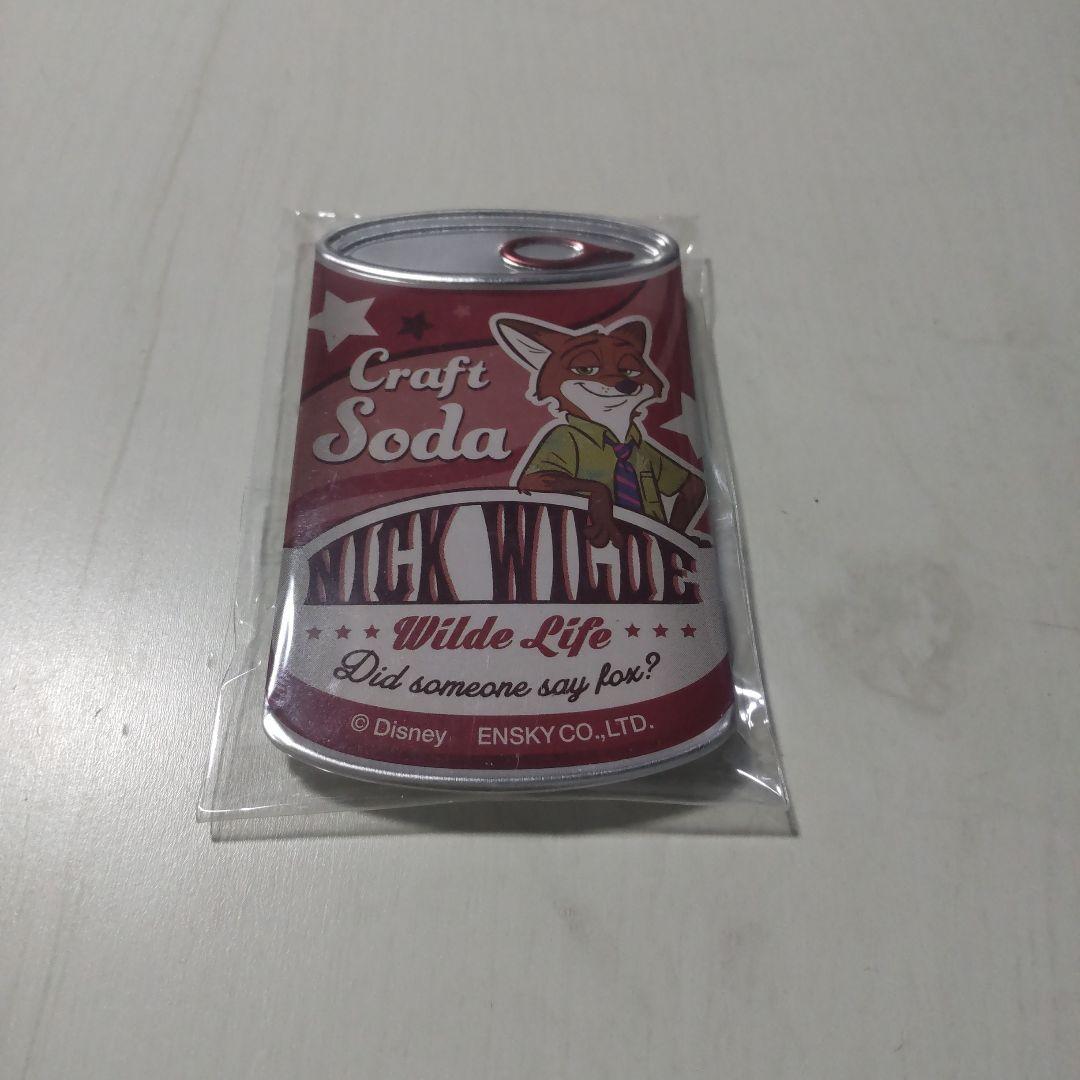 Craft
Soda
NICK WILDE
Wilde Life
Did someone say fox?
© Disney ENSKY CO.,LTD.